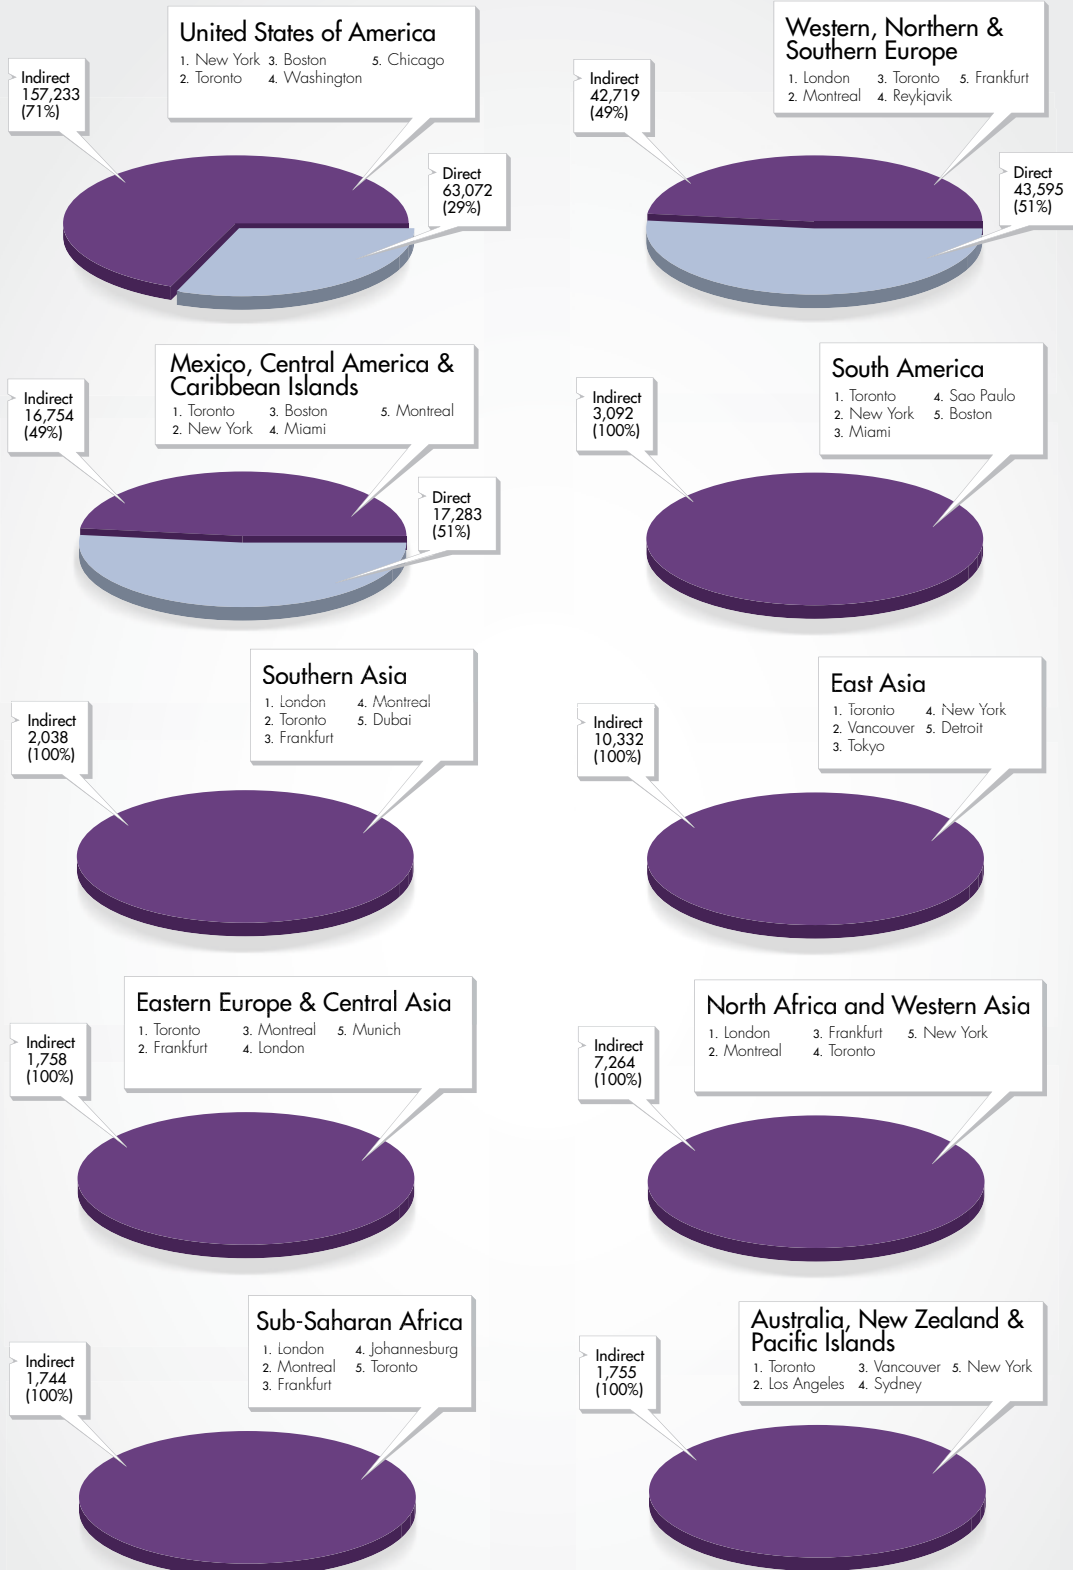 United States of America
1. New York 3. Boston 5. Chicago
2. Toronto 4. Washington
Indirect
157,233
(71%)
Direct
63,072
(29%)
Western, Northern &
Southern Europe
1. London 3. Toronto 5. Frankfurt
2. Montreal 4. Reykjavik
Indirect
42,719
(49%)
Direct
43,595
(51%)
Mexico, Central America &
Caribbean Islands
1. Toronto 3. Boston 5. Montreal
2. New York 4. Miami
Indirect
16,754
(49%)
Direct
17,283
(51%)
South America
1. Toronto 4. Sao Paulo
2. New York 5. Boston
3. Miami
Indirect
3,092
(100%)
Southern Asia
1. London 4. Montreal
2. Toronto 5. Dubai
3. Frankfurt
Indirect
2,038
(100%)
East Asia
1. Toronto 4. New York
2. Vancouver 5. Detroit
3. Tokyo
Indirect
10,332
(100%)
Eastern Europe & Central Asia
1. Toronto 3. Montreal 5. Munich
2. Frankfurt 4. London
Indirect
1,758
(100%)
North Africa and Western Asia
1. London 3. Frankfurt 5. New York
2. Montreal 4. Toronto
Indirect
7,264
(100%)
Sub-Saharan Africa
1. London 4. Johannesburg
2. Montreal 5. Toronto
3. Frankfurt
Indirect
1,744
(100%)
Australia, New Zealand &
Pacific Islands
1. Toronto 3. Vancouver 5. New York
2. Los Angeles 4. Sydney
Indirect
1,755
(100%)